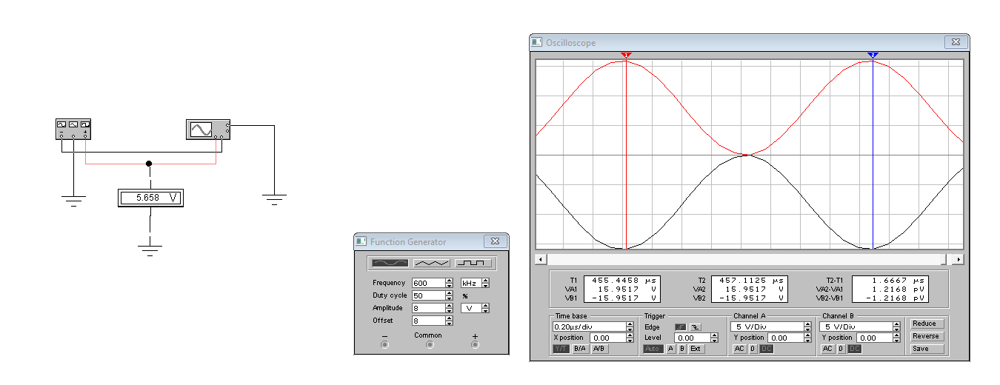 Oscilloscope
1
2
- +
5.658 V
Function Generator
Frequency 600 kHz
Duty cycle 50 %
Amplitude 8 V
Offset 8
- Common +
T1 455.4458 µs
VA1 15.9517 V
VB1 -15.9517 V
T2 457.1125 µs
VA2 15.9517 V
VB2 -15.9517 V
T2-T1 1.6667 µs
VA2-VA1 1.2168 pV
VB2-VB1 -1.2168 pV
Time base
0.20µs/div
X position 0.00
Y/T B/A A/B
Trigger
Edge
Level 0.00
Auto A B Ext
Channel A
5 V/Div
Y position 0.00
AC 0 DC
Channel B
5 V/Div
Y position 0.00
AC 0 DC
Reduce
Reverse
Save